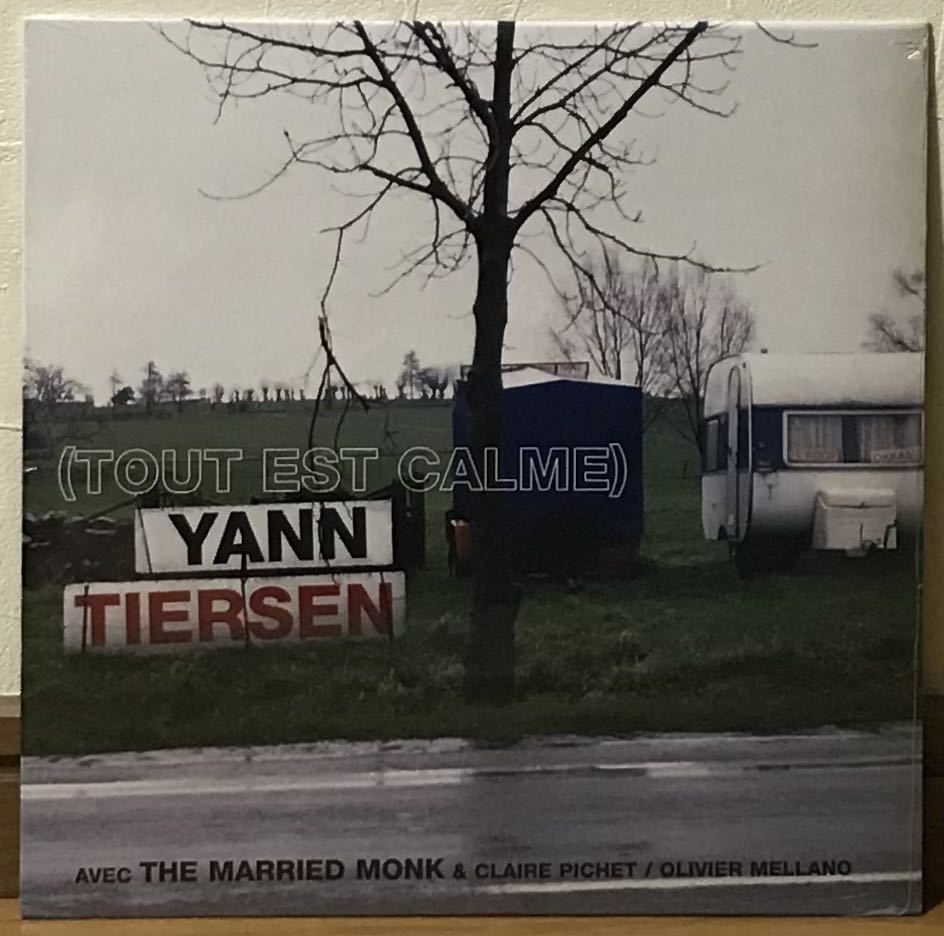 (TOUT EST CALME)
YANN
TIERSEN
AVEC THE MARRIED MONK & CLAIRE PICHET / OLIVIER MELLANO